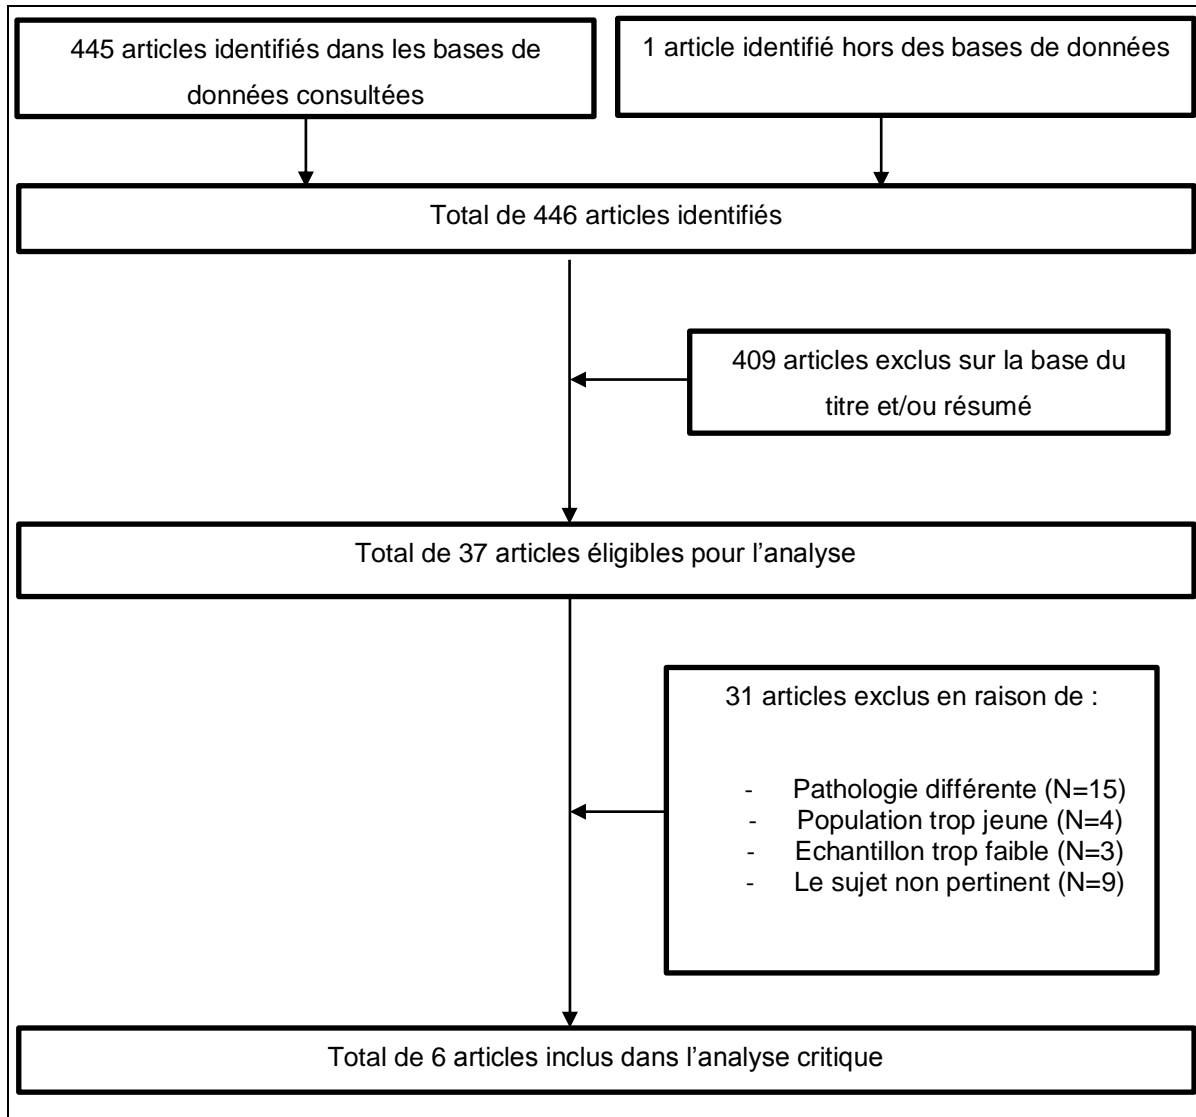 445 articles identifiés dans les bases de
données consultées
1 article identifié hors des bases de données
Total de 446 articles identifiés
409 articles exclus sur la base du
titre et/ou résumé
Total de 37 articles éligibles pour l’analyse
31 articles exclus en raison de :
- Pathologie différente (N=15)
- Population trop jeune (N=4)
- Echantillon trop faible (N=3)
- Le sujet non pertinent (N=9)
Total de 6 articles inclus dans l’analyse critique